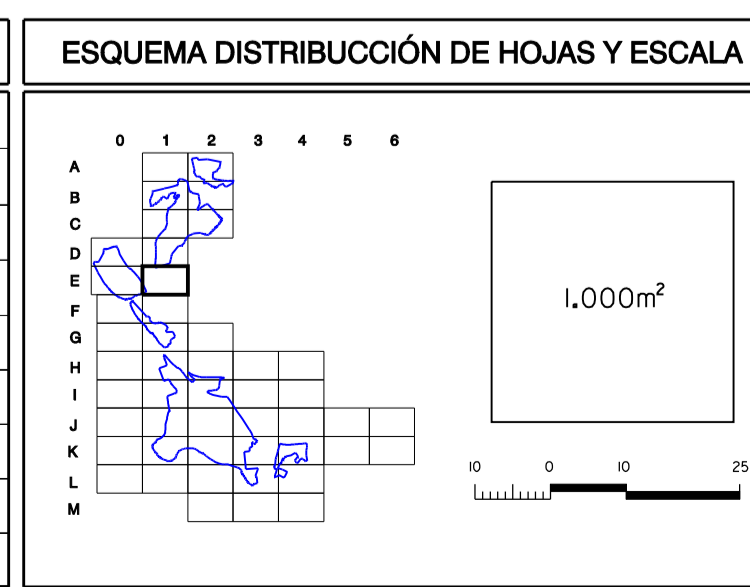 ESQUEMA DISTRIBUCCIÓN DE HOJAS Y ESCALA
0 1 2 3 4 5 6
A
B
C
D
E
F
G
H
I
J
K
L
M
1.000m²
10 0 10 25